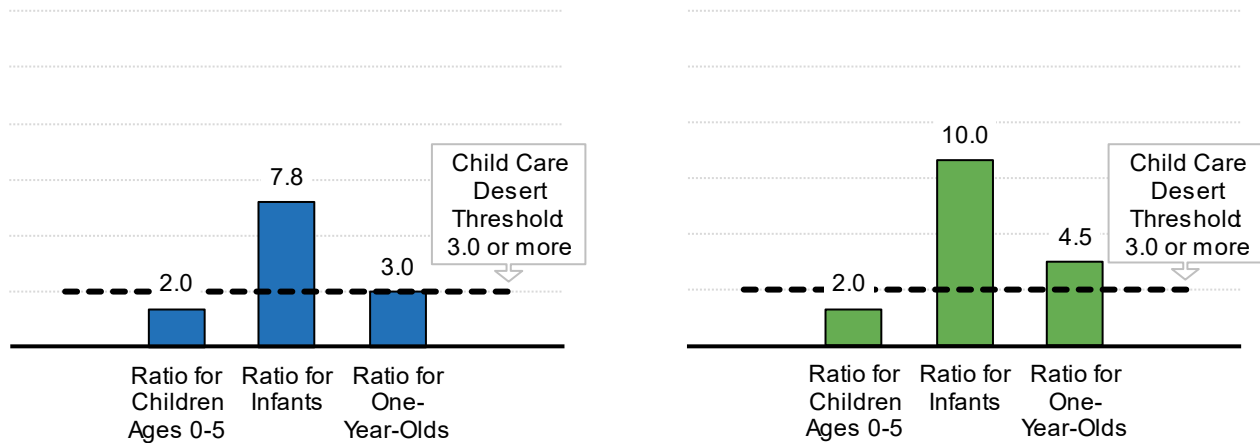 7.8
Child Care
Desert
Threshold:
3.0 or more
2.0
3.0
Ratio for
Children
Ages 0-5
Ratio for
Infants
Ratio for
One-
Year-Olds
10.0
Child Care
Desert
Threshold:
3.0 or more
2.0
4.5
Ratio for
Children
Ages 0-5
Ratio for
Infants
Ratio for
One-
Year-Olds